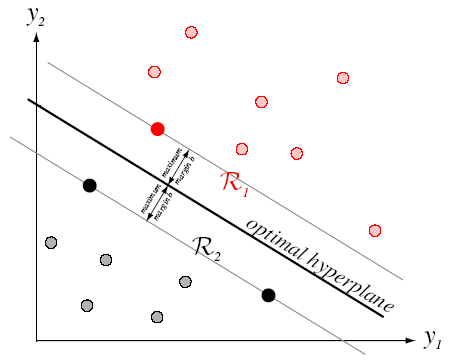 y2
maximum
margin b
R1
maximum
margin b
optimal hyperplane
R2
y1